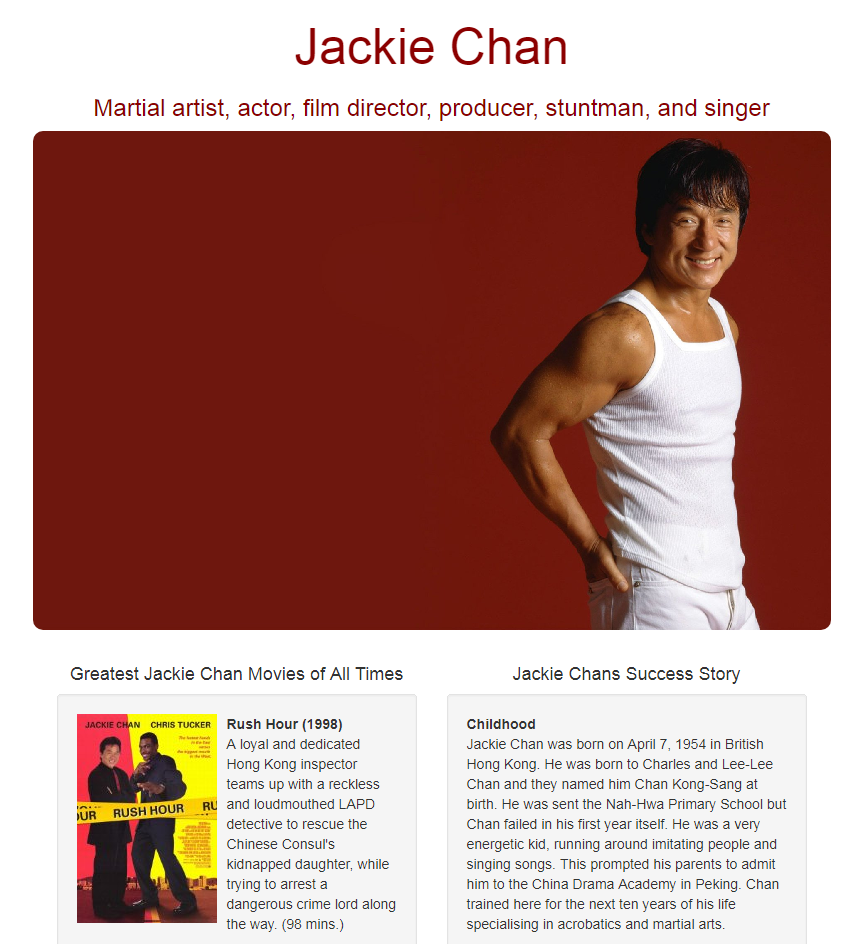 Jackie Chan
Martial artist, actor, film director, producer, stuntman, and singer
Greatest Jackie Chan Movies of All Times
JACKIE CHAN CHRIS TUCKER
RUSH HOUR
Rush Hour (1998)
A loyal and dedicated
Hong Kong inspector
teams up with a reckless
and loudmouthed LAPD
detective to rescue the
Chinese Consul's
kidnapped daughter, while
trying to arrest a
dangerous crime lord along
the way. (98 mins.)
Jackie Chans Success Story
Childhood
Jackie Chan was born on April 7, 1954 in British
Hong Kong. He was born to Charles and Lee-Lee
Chan and they named him Chan Kong-Sang at
birth. He was sent the Nah-Hwa Primary School but
Chan failed in his first year itself. He was a very
energetic kid, running around imitating people and
singing songs. This prompted his parents to admit
him to the China Drama Academy in Peking. Chan
trained here for the next ten years of his life
specialising in acrobatics and martial arts.